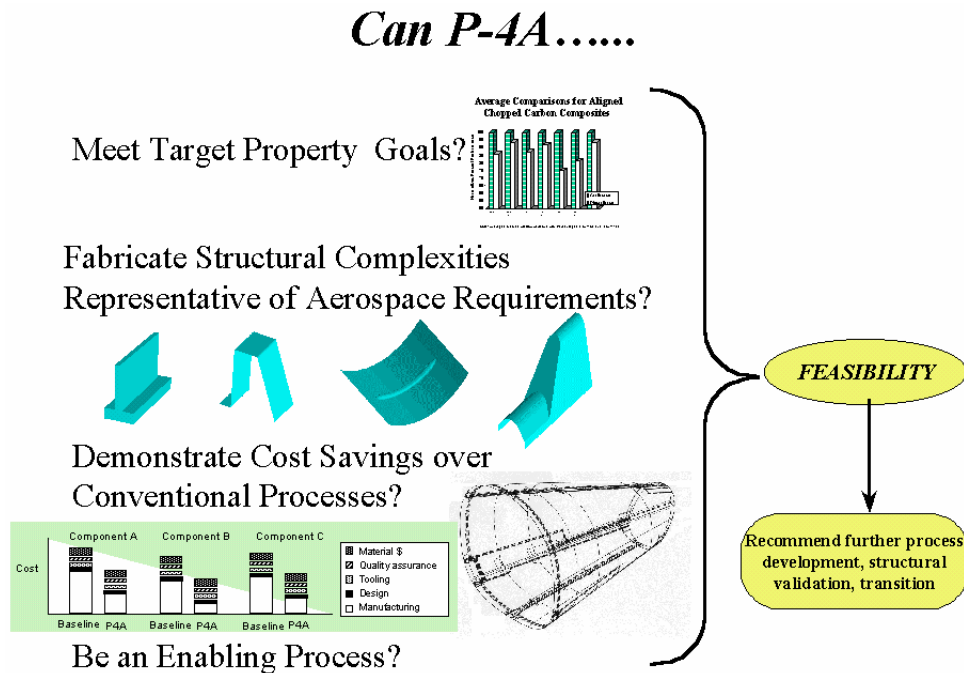 Can P-4A…...
Average Comparisons for Aligned
Chopped Carbon Composites
Meet Target Property Goals?
Fabricate Structural Complexities
Representative of Aerospace Requirements?
FEASIBILITY
Demonstrate Cost Savings over
Conventional Processes?
Recommend further process
development, structural
validation, transition
Component A
Component B
Component C
Cost
Material $
Quality assurance
Tooling
Design
Manufacturing
Baseline
P4A
Baseline
P4A
Baseline
P4A
Be an Enabling Process?